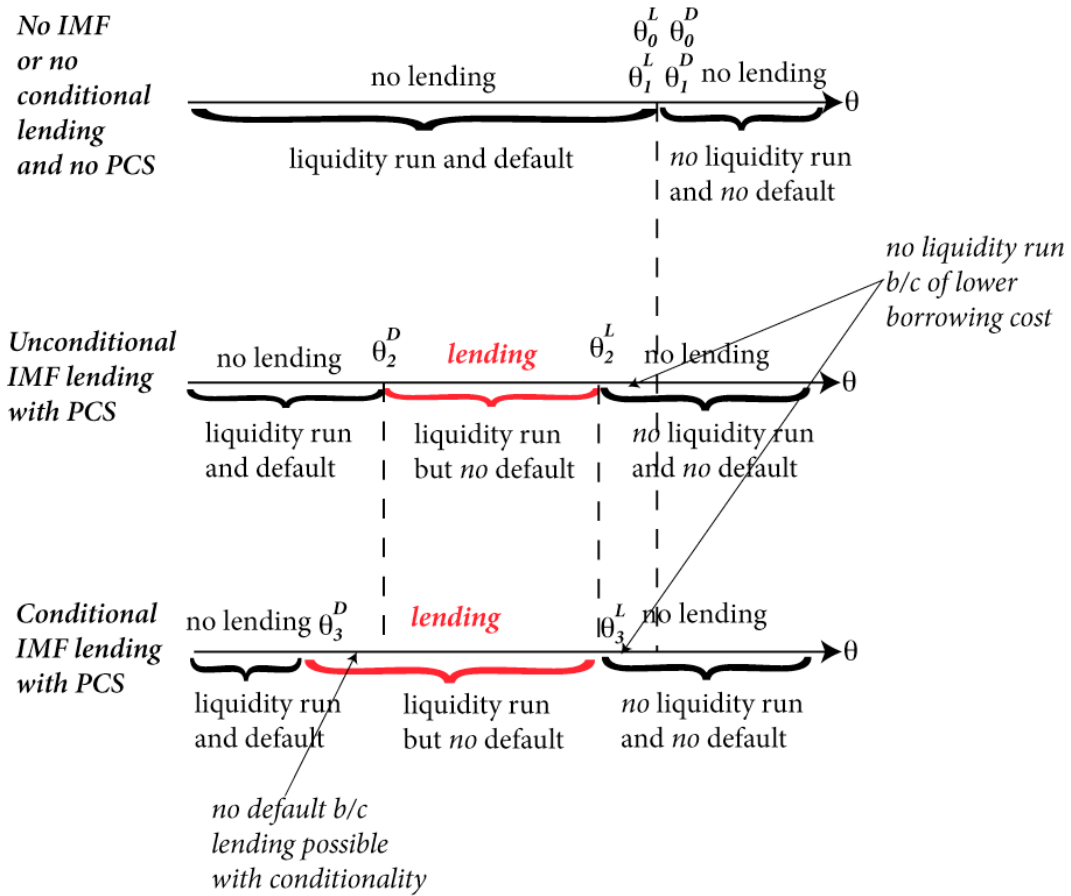 No IMF
or no
conditional
lending
and no PCS
θ₀ᴸ θ₀ᴰ
θ₁ᴸ θ₁ᴰ
no lending
no lending
θ
liquidity run and default
no liquidity run
and no default
no liquidity run
b/c of lower
borrowing cost
Unconditional
IMF lending
with PCS
no lending
θ₂ᴰ
lending
θ₂ᴸ
no lending
θ
liquidity run
and default
liquidity run
but no default
no liquidity run
and no default
Conditional
IMF lending
with PCS
no lending
θ₃ᴰ
lending
θ₃ᴸ
no lending
θ
liquidity run
and default
liquidity run
but no default
no liquidity run
and no default
no default b/c
lending possible
with conditionality